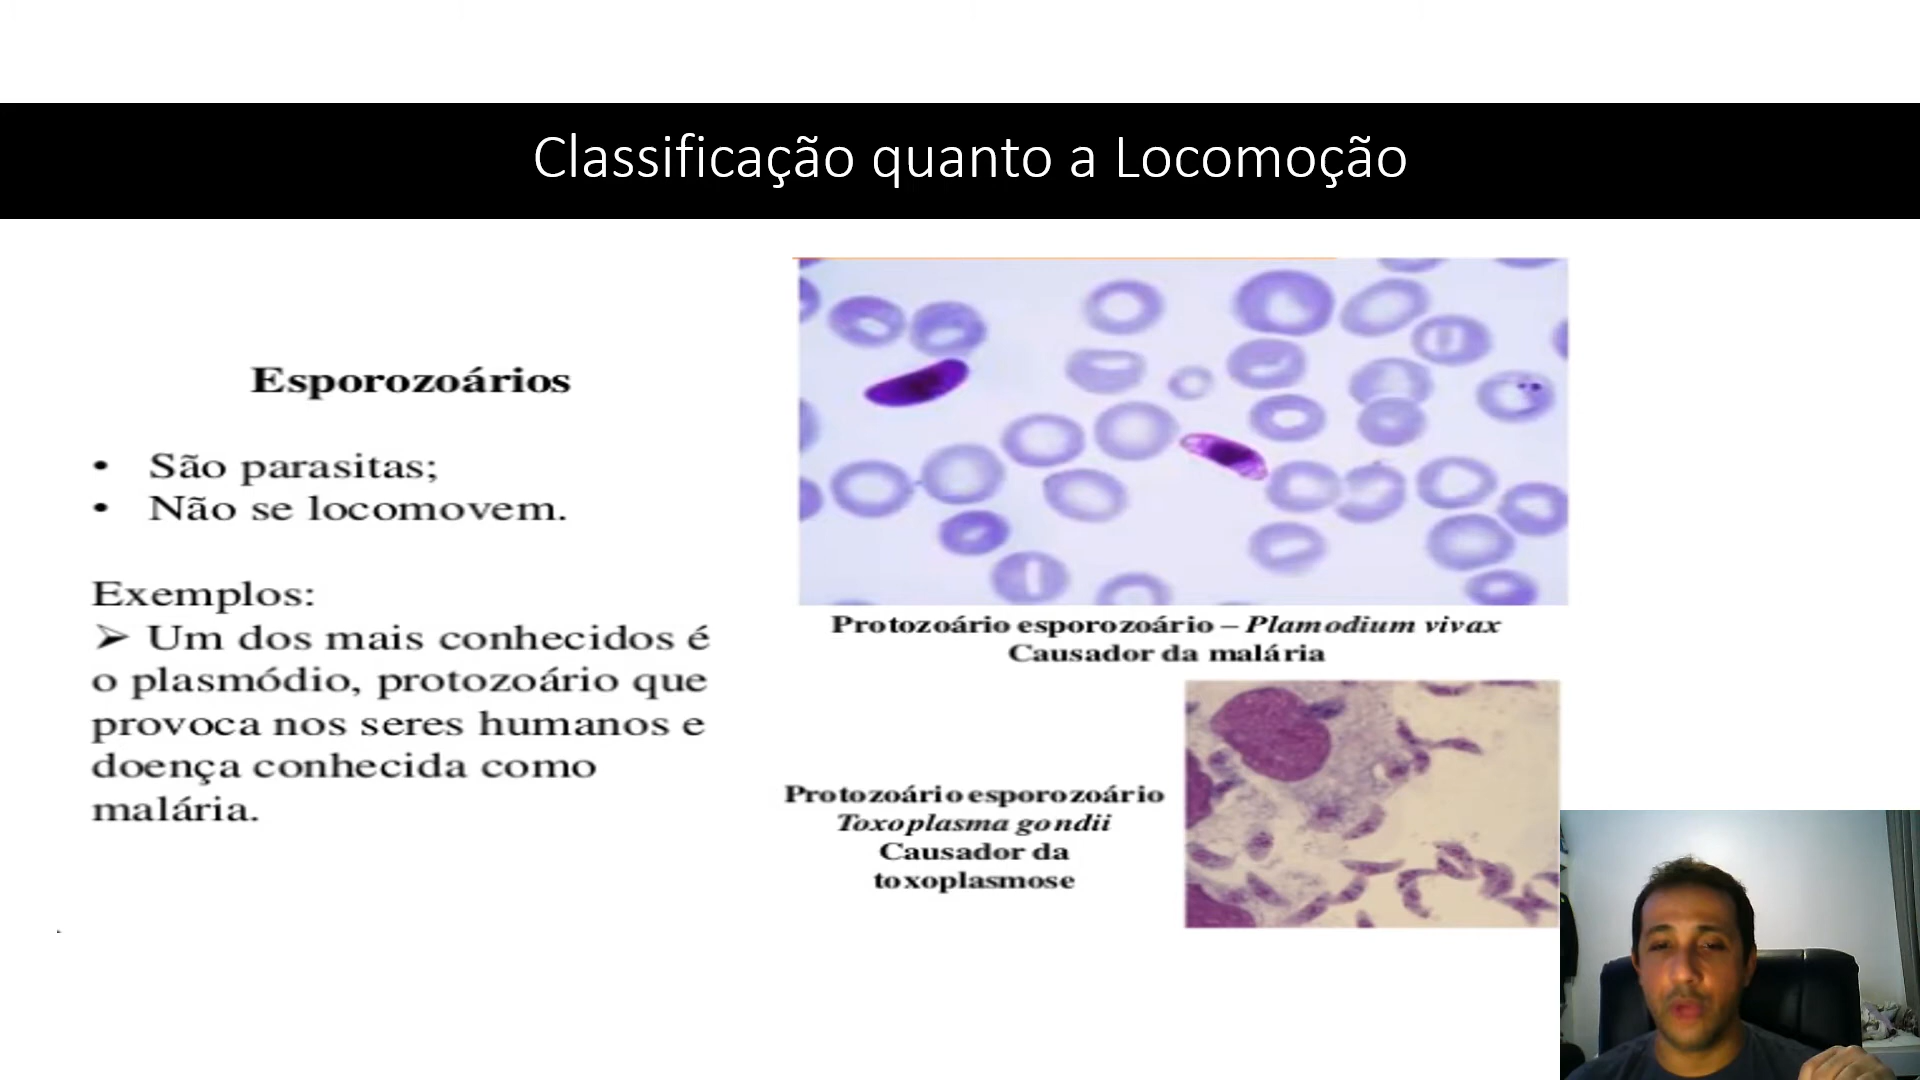 Classificação quanto a Locomoção
Esporozoários
• São parasitas;
• Não se locomovem.
Exemplos:
➢ Um dos mais conhecidos é
o plasmódio, protozoário que
provoca nos seres humanos e
doença conhecida como
malária.
Protozoário esporozoário – Plamodium vivax
Causador da malária
Protozoário esporozoário
Toxoplasma gondii
Causador da
toxoplasmose